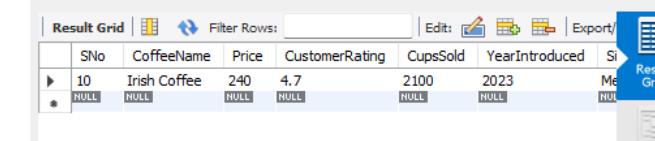 Result Grid Filter Rows: Edit: Export/
SNo CoffeeName Price CustomerRating CupsSold YearIntroduced Si
10 Irish Coffee 240 4.7 2100 2023 Me
NULL NULL NULL NULL NULL NULL NUL
Res
Gr